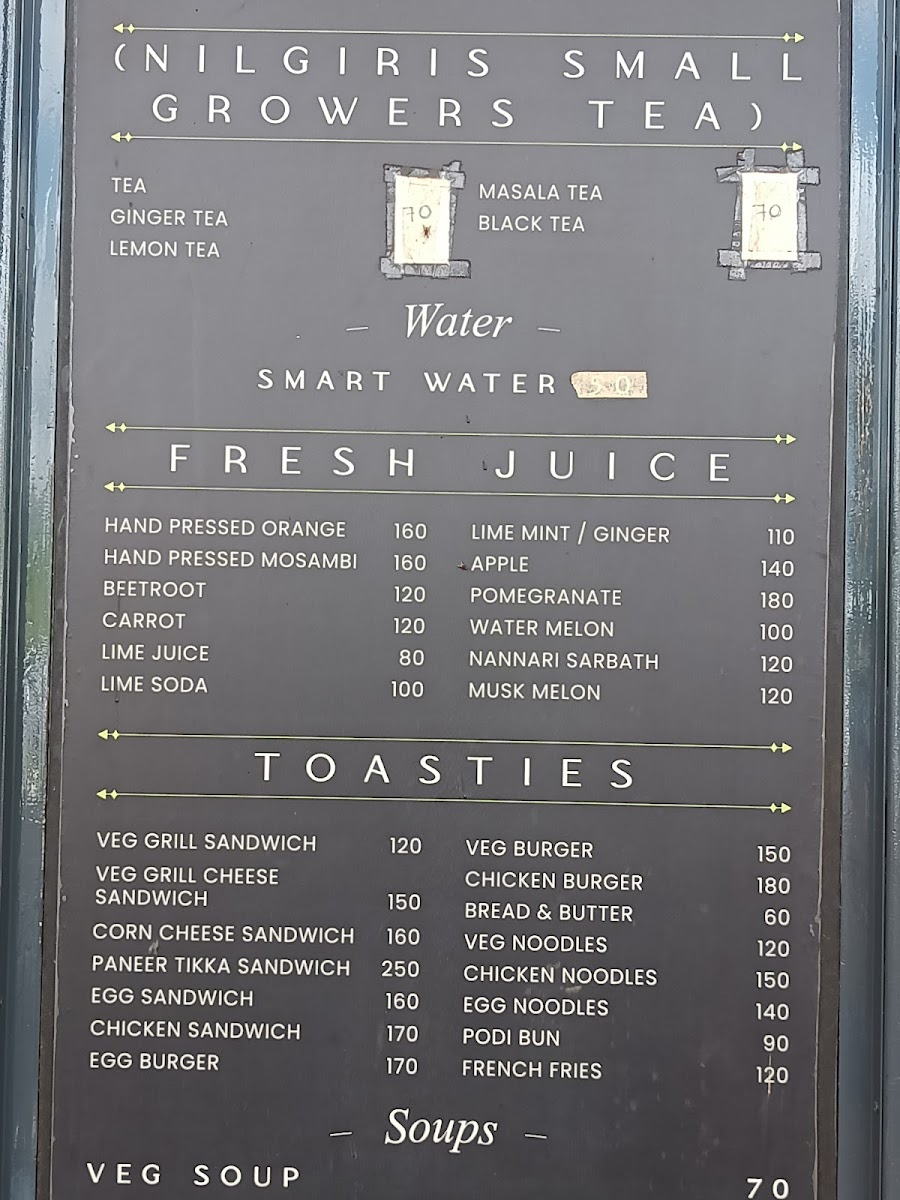 (NILGIRIS SMALL
GROWERS TEA)
TEA
GINGER TEA
LEMON TEA
70
MASALA TEA
BLACK TEA
70
– Water –
SMART WATER 50
FRESH JUICE
HAND PRESSED ORANGE 160
HAND PRESSED MOSAMBI 160
BEETROOT 120
CARROT 120
LIME JUICE 80
LIME SODA 100
LIME MINT / GINGER 110
APPLE 140
POMEGRANATE 180
WATER MELON 100
NANNARI SARBATH 120
MUSK MELON 120
TOASTIES
VEG GRILL SANDWICH 120
VEG GRILL CHEESE
SANDWICH 150
CORN CHEESE SANDWICH 160
PANEER TIKKA SANDWICH 250
EGG SANDWICH 160
CHICKEN SANDWICH 170
EGG BURGER 170
VEG BURGER 150
CHICKEN BURGER 180
BREAD & BUTTER 60
VEG NOODLES 120
CHICKEN NOODLES 150
EGG NOODLES 140
PODI BUN 90
FRENCH FRIES 120
– Soups –
VEG SOUP 70